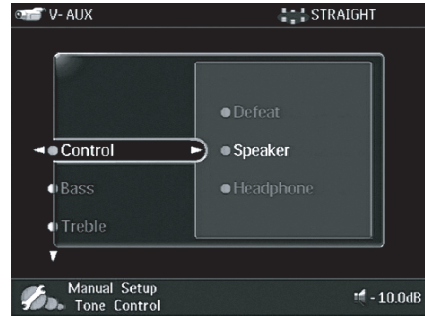 V-AUX
STRAIGHT
Defeat
Control
Speaker
Bass
Headphone
Treble
Manual Setup
Tone Control
-10.0dB